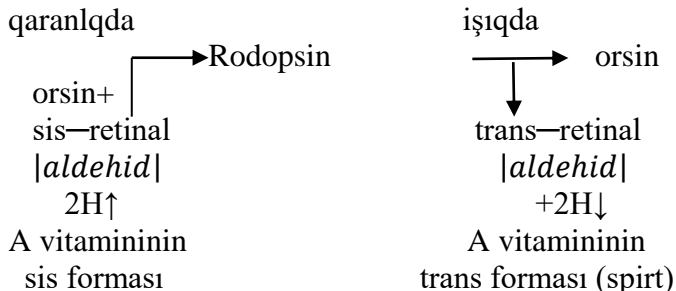 qaranlqda işıqda
Rodopsin orsin
orsin+
sis─retinal trans─retinal
|aldehid| |aldehid|
2H↑ +2H↓
A vitamininin A vitamininin
sis forması trans forması (spirt)